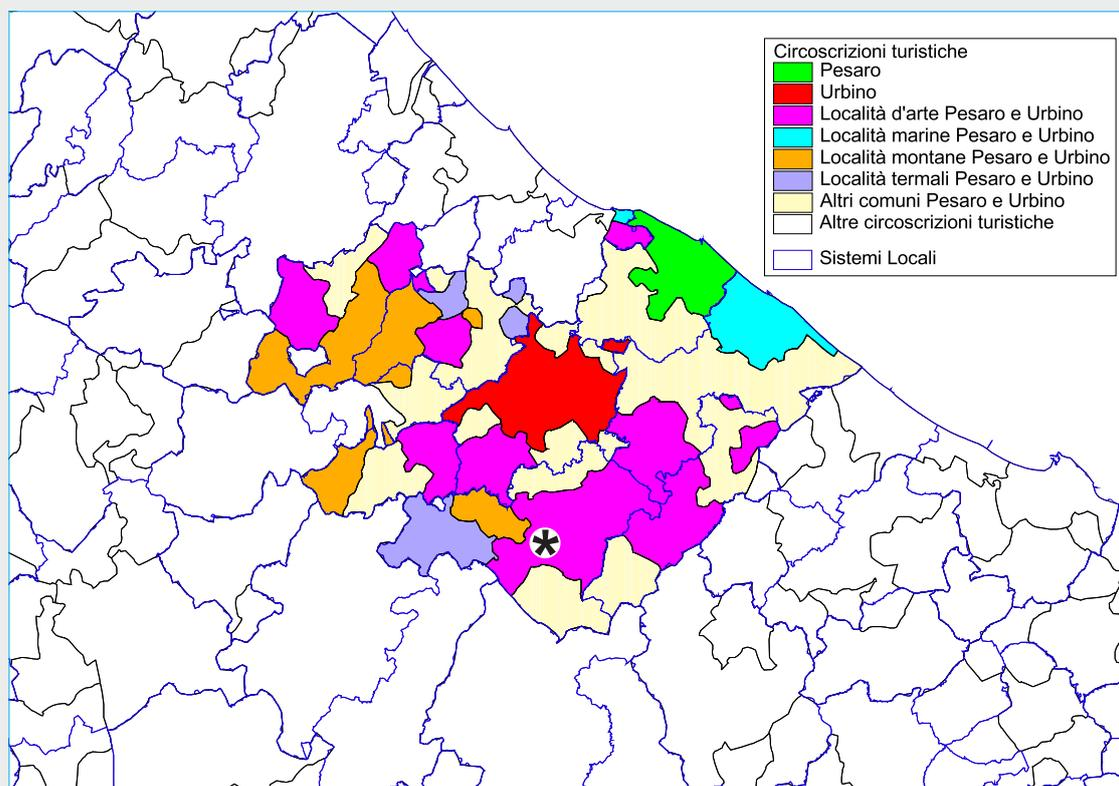 Circoscrizioni turistiche
Pesaro
Urbino
Località d'arte Pesaro e Urbino
Località marine Pesaro e Urbino
Località montane Pesaro e Urbino
Località termali Pesaro e Urbino
Altri comuni Pesaro e Urbino
Altre circoscrizioni turistiche
Sistemi Locali
*